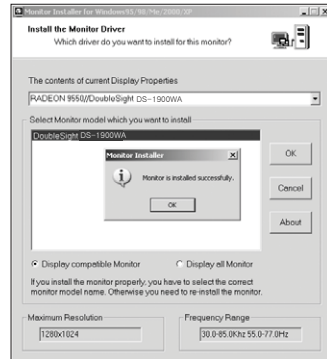 Monitor Installer for Windows95/98/Me/2000/XP
Install the Monitor Driver
Which driver do you want to install for this monitor?
The contents of current Display Properties
RADEON 9550//DoubleSight DS-1900WA
Select Monitor model which you want to install
DoubleSight DS-1900WA
Monitor Installer
Monitor is installed successfully.
OK
OK
Cancel
About
Display compatible Monitor
Display all Monitor
If you install the monitor properly, you have to select the correct
monitor model name. Otherwise you need to re-install the monitor.
Maximum Resolution
1280x1024
Frequency Range
30.0-85.0Khz 55.0-77.0Hz